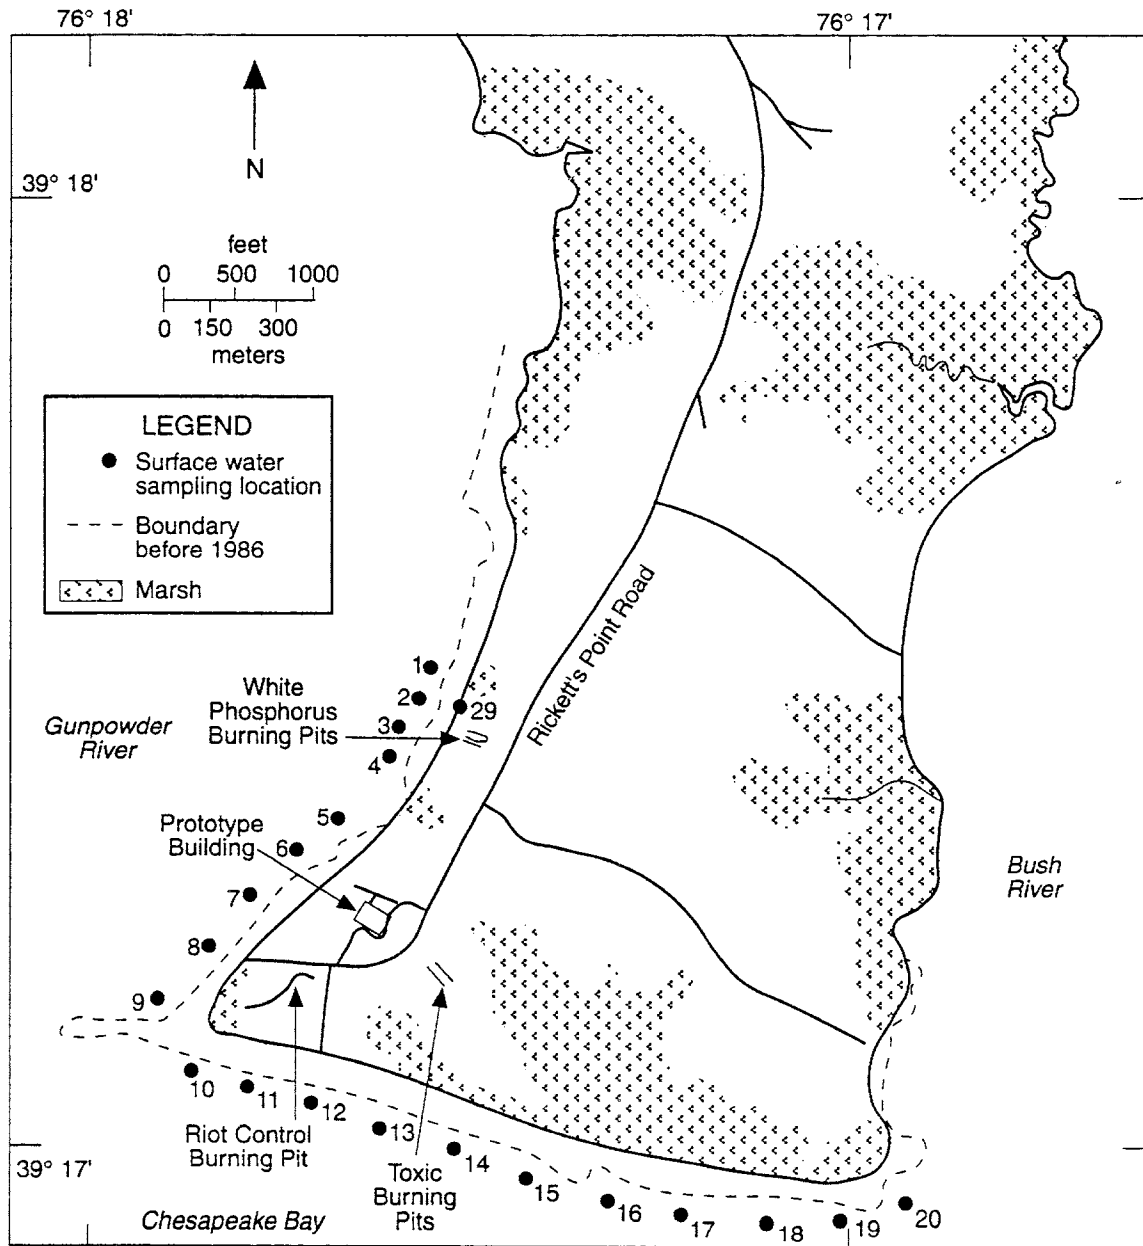 76° 18'
76° 17'
N
39° 18'
feet
0 500 1000
0 150 300
meters
LEGEND
Surface water
sampling location
Boundary
before 1986
Marsh
Rickett's Point Road
1
2
29
3
4
White
Phosphorus
Burning Pits
Gunpowder
River
5
6
Prototype
Building
7
8
9
Bush
River
10
11
12
13
14
15
16
17
18
19
20
Riot Control
Burning Pit
Toxic
Burning
Pits
39° 17'
Chesapeake Bay